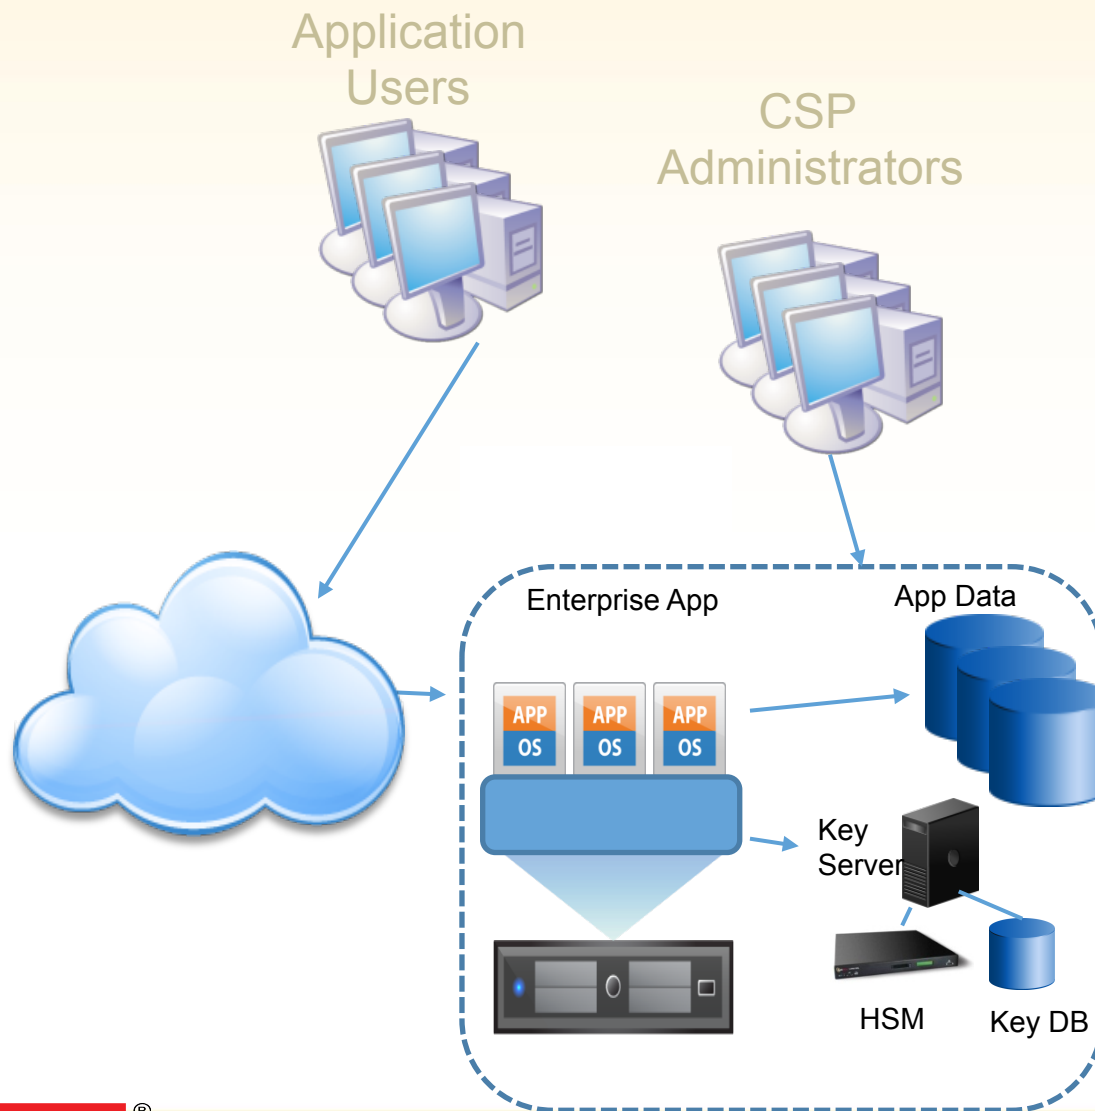 Application
Users
CSP
Administrators
Enterprise App
App Data
APP
OS
APP
OS
APP
OS
Key
Server
HSM
Key DB
®